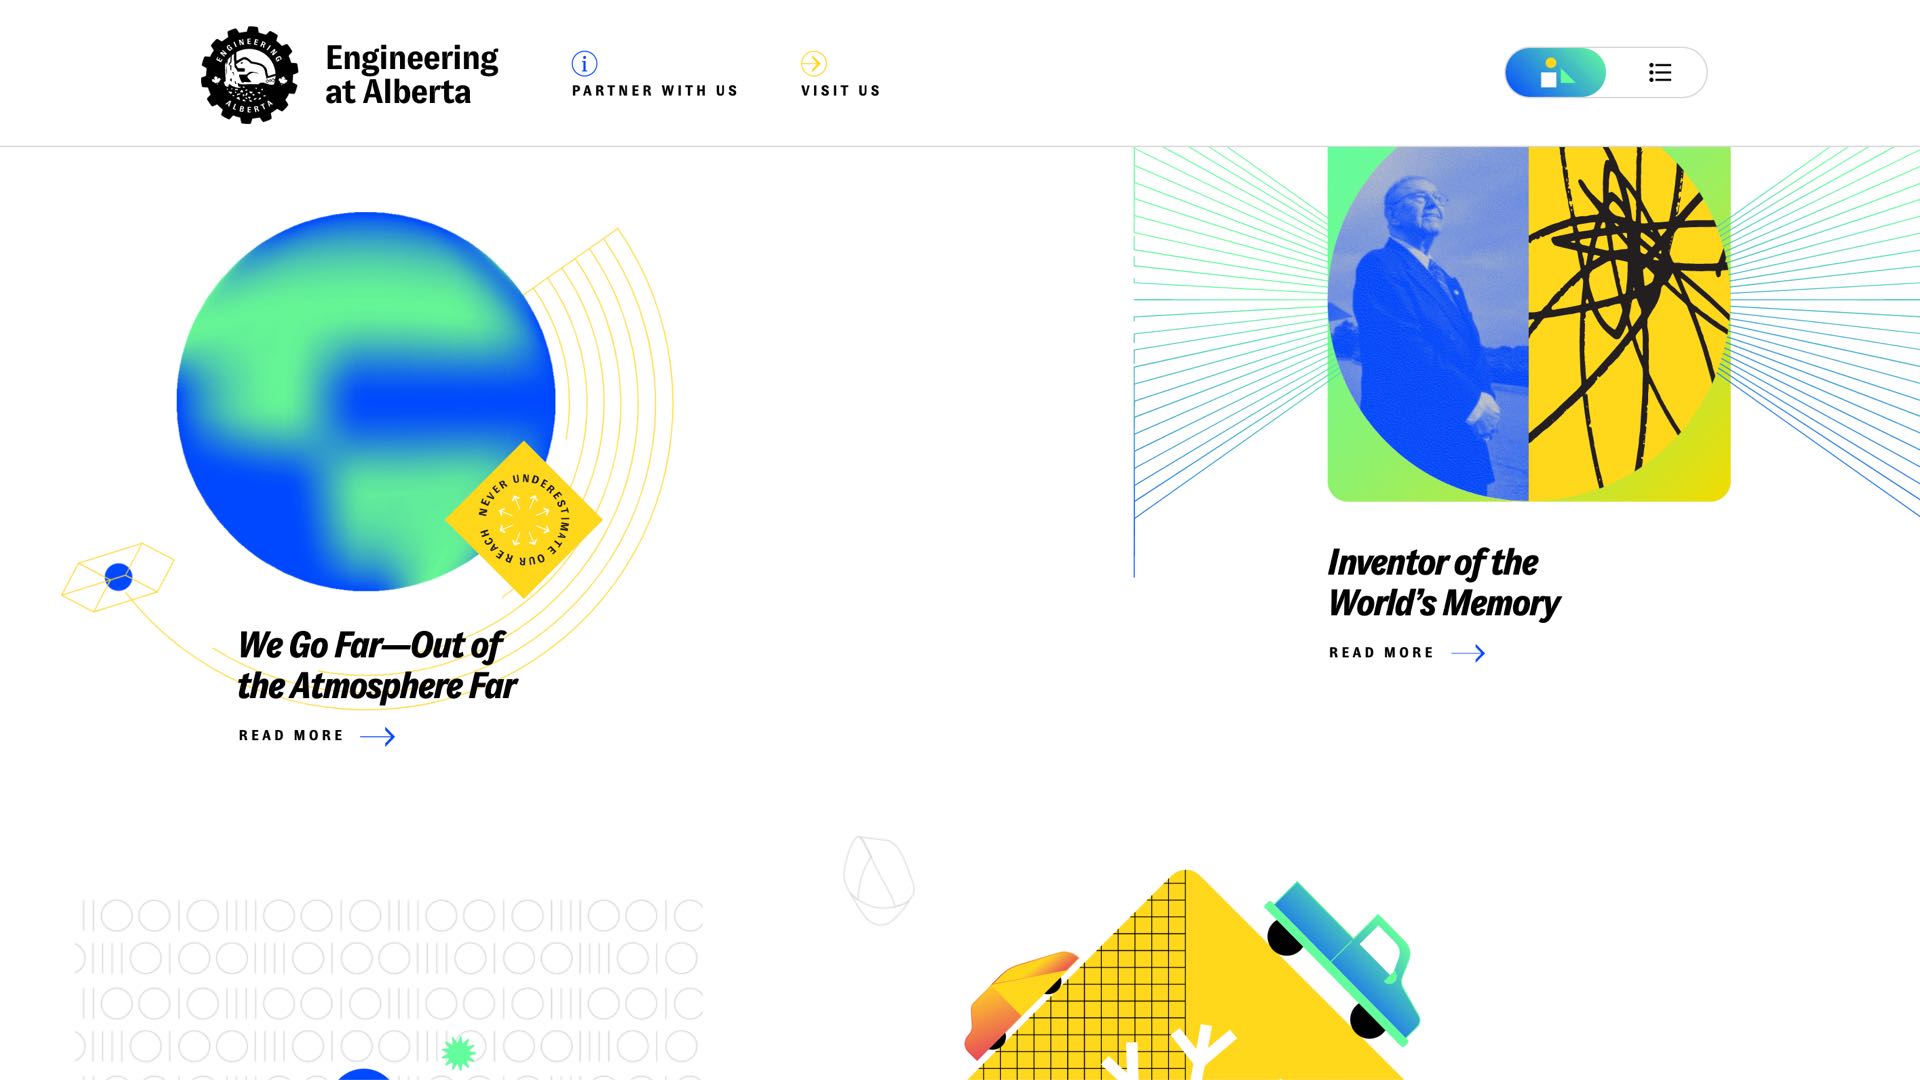 ENGINEERING
ALBERTA
Engineering
at Alberta
i
PARTNER WITH US
VISIT US
NEVER UNDERESTIMATE OUR REACH
We Go Far—Out of
the Atmosphere Far
READ MORE
Inventor of the
World’s Memory
READ MORE